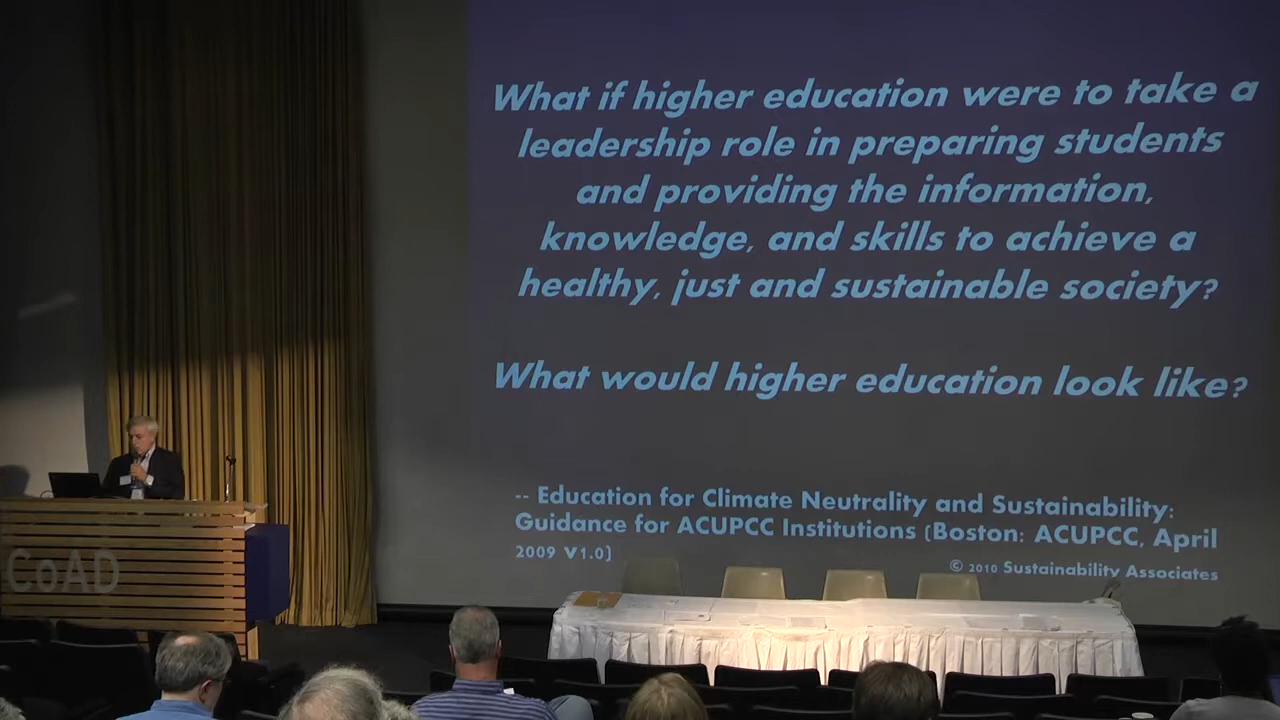 What if higher education were to take a
leadership role in preparing students
and providing the information,
knowledge, and skills to achieve a
healthy, just and sustainable society?
What would higher education look like?
-- Education for Climate Neutrality and Sustainability:
Guidance for ACUPCC Institutions (Boston: ACUPCC, April
2009 V1.0)
© 2010 Sustainability Associates
CoAD